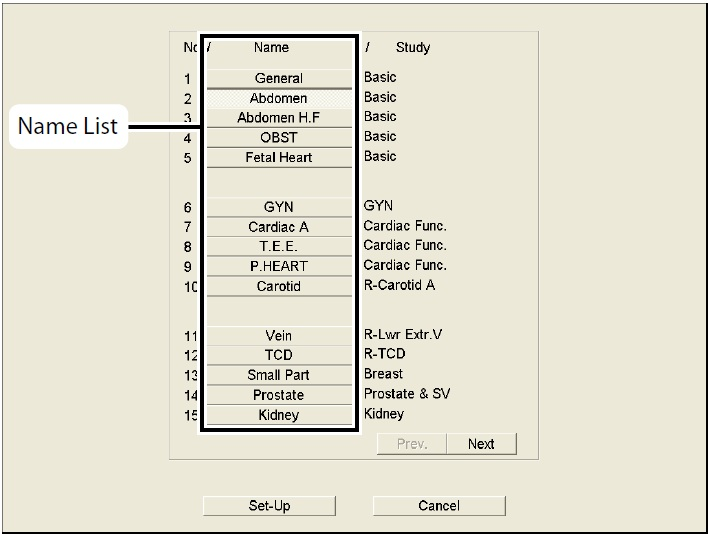 No / Name / Study
1 General Basic
2 Abdomen Basic
3 Abdomen H.F Basic
Name List
4 OBST Basic
5 Fetal Heart Basic
6 GYN GYN
7 Cardiac A Cardiac Func.
8 T.E.E. Cardiac Func.
9 P.HEART Cardiac Func.
10 Carotid R-Carotid A
11 Vein R-Lwr Extr.V
12 TCD R-TCD
13 Small Part Breast
14 Prostate Prostate & SV
15 Kidney Kidney
Prev. Next
Set-Up Cancel